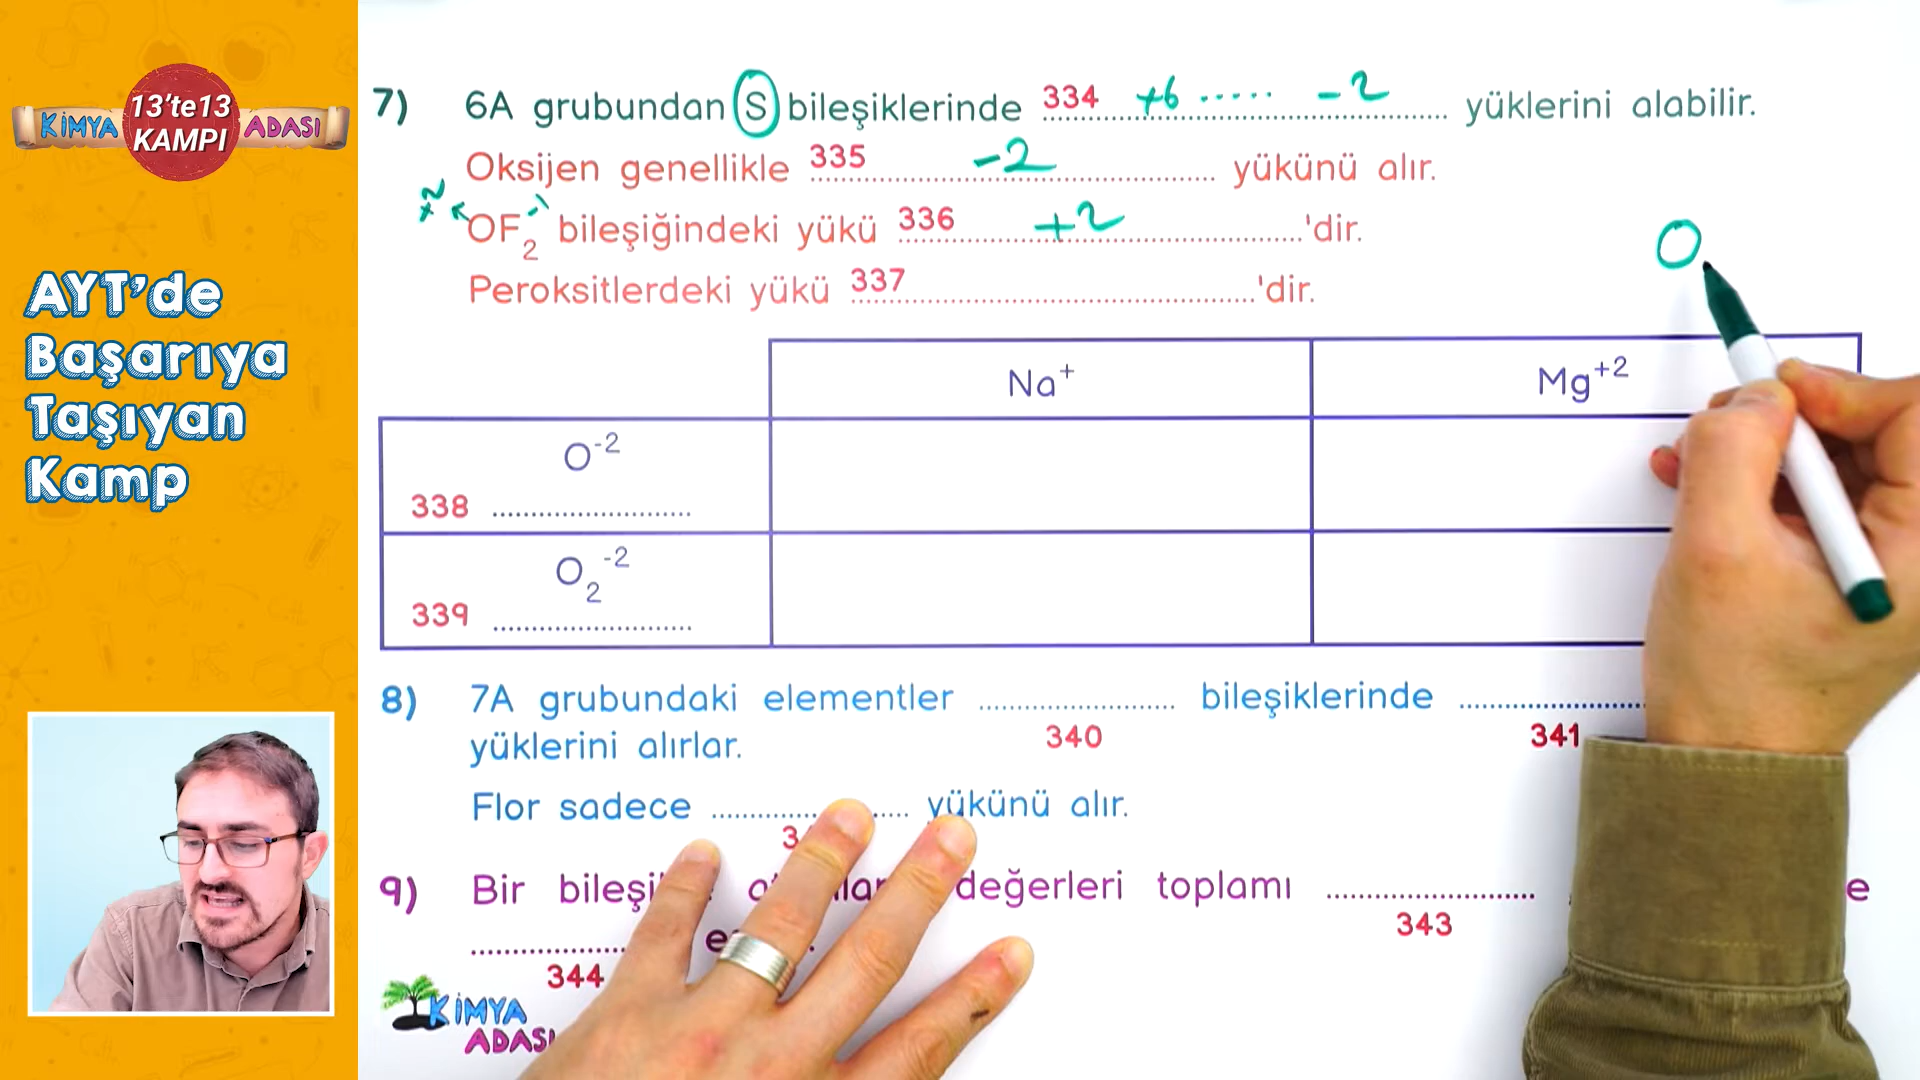 KİMYA 13'te13 KAMPI ADASI
AYT'de
Başarıya
Taşıyan
Kamp
7) 6A grubundan S bileşiklerinde 334 +6 ..... -2 yüklerini alabilir.
Oksijen genellikle 335 -2 yükünü alır.
+2 OF₂ -1 bileşiğindeki yükü 336 +2 'dir.
O
Peroksitlerdeki yükü 337 'dir.
Na⁺ Mg⁺²
O⁻²
338
O₂⁻²
339
8) 7A grubundaki elementler bileşiklerinde
340 341
yüklerini alırlar.
Flor sadece yükünü alır.
9) Bir değerleri toplamı
343
344
KİMYA
ADASI